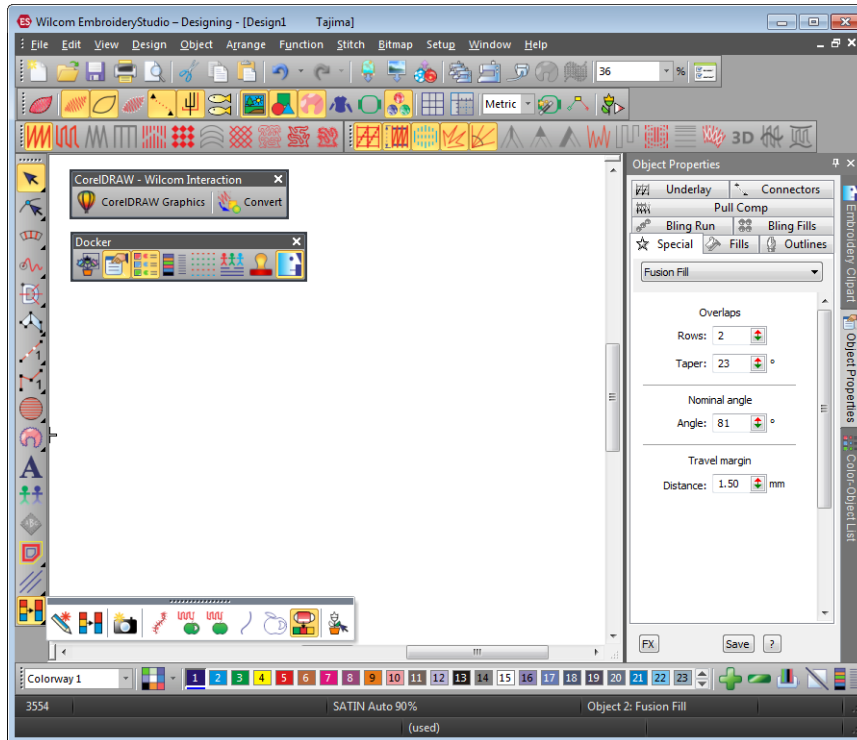 ES Wilcom EmbroideryStudio – Designing - [Design1 Tajima]
File Edit View Design Object Arrange Function Stitch Bitmap Setup Window Help
36 %
Metric
3D
CorelDRAW - Wilcom Interaction
CorelDRAW Graphics Convert
Docker
Object Properties
Underlay Connectors
Pull Comp
Bling Run Bling Fills
Special Fills Outlines
Fusion Fill
Overlaps
Rows: 2
Taper: 23 °
Nominal angle
Angle: 81 °
Travel margin
Distance: 1.50 mm
FX Save ?
Embroidery Clipart
Object Properties
Color-Object List
A
Colorway 1 1 2 3 4 5 6 7 8 9 10 11 12 13 14 15 16 17 18 19 20 21 22 23
3554 SATIN Auto 90% Object 2: Fusion Fill
(used)